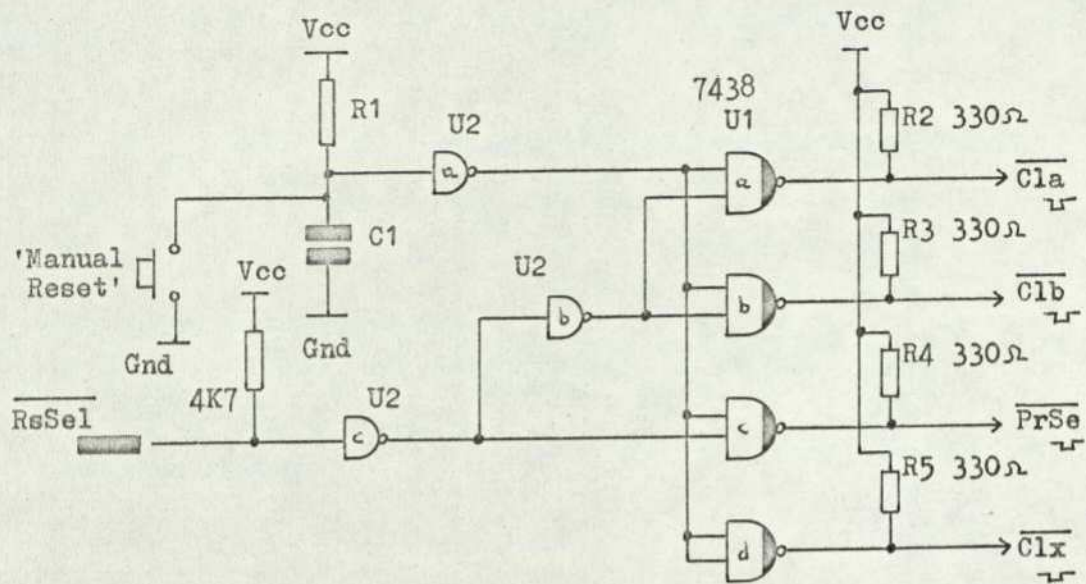 Vcc
Vcc
7438
U1
R1
U2
R2 330Ω
a
a
Cla
C1
R3 330Ω
'Manual
Reset'
Vcc
U2
b
b
Clb
Gnd
Gnd
R4 330Ω
RsSel
4K7
U2
c
c
PrSe
R5 330Ω
d
Clx